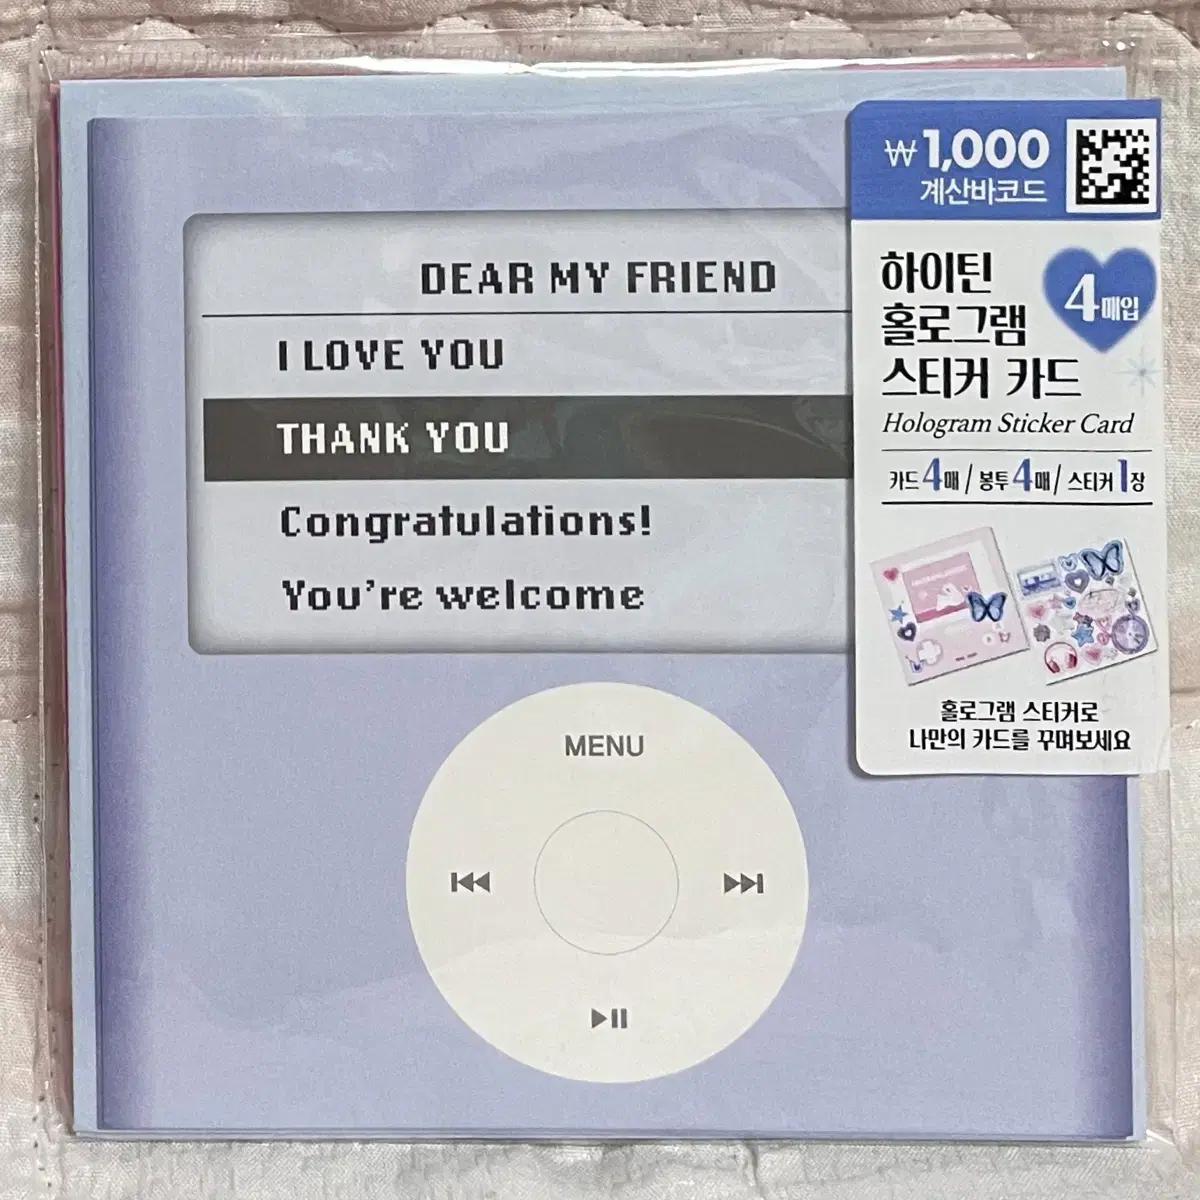 DEAR MY FRIEND
I LOVE YOU
THANK YOU
Congratulations!
You're welcome
MENU
₩1,000
계산바코드
하이틴
홀로그램
스티커 카드
4매입
Hologram Sticker Card
카드 4매 / 봉투 4매 / 스티커 1장
홀로그램 스티커로
나만의 카드를 꾸며보세요